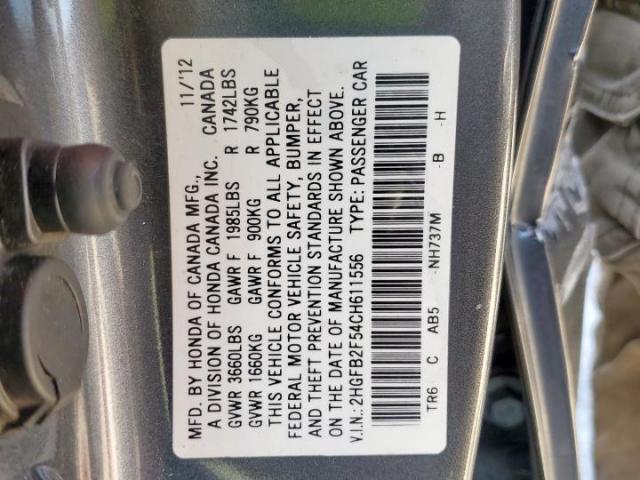 MFD. BY HONDA OF CANADA MFG., 11/12
A DIVISION OF HONDA CANADA INC. CANADA
GVWR 3660LBS GAWR F 1985LBS R 1742LBS
GVWR 1660KG GAWR F 900KG R 790KG
THIS VEHICLE CONFORMS TO ALL APPLICABLE
FEDERAL MOTOR VEHICLE SAFETY, BUMPER,
AND THEFT PREVENTION STANDARDS IN EFFECT
ON THE DATE OF MANUFACTURE SHOWN ABOVE.
V.I.N.: 2HGFB2F54CH611556 TYPE: PASSENGER CAR
TR6 C AB5 -NH737M -B -H